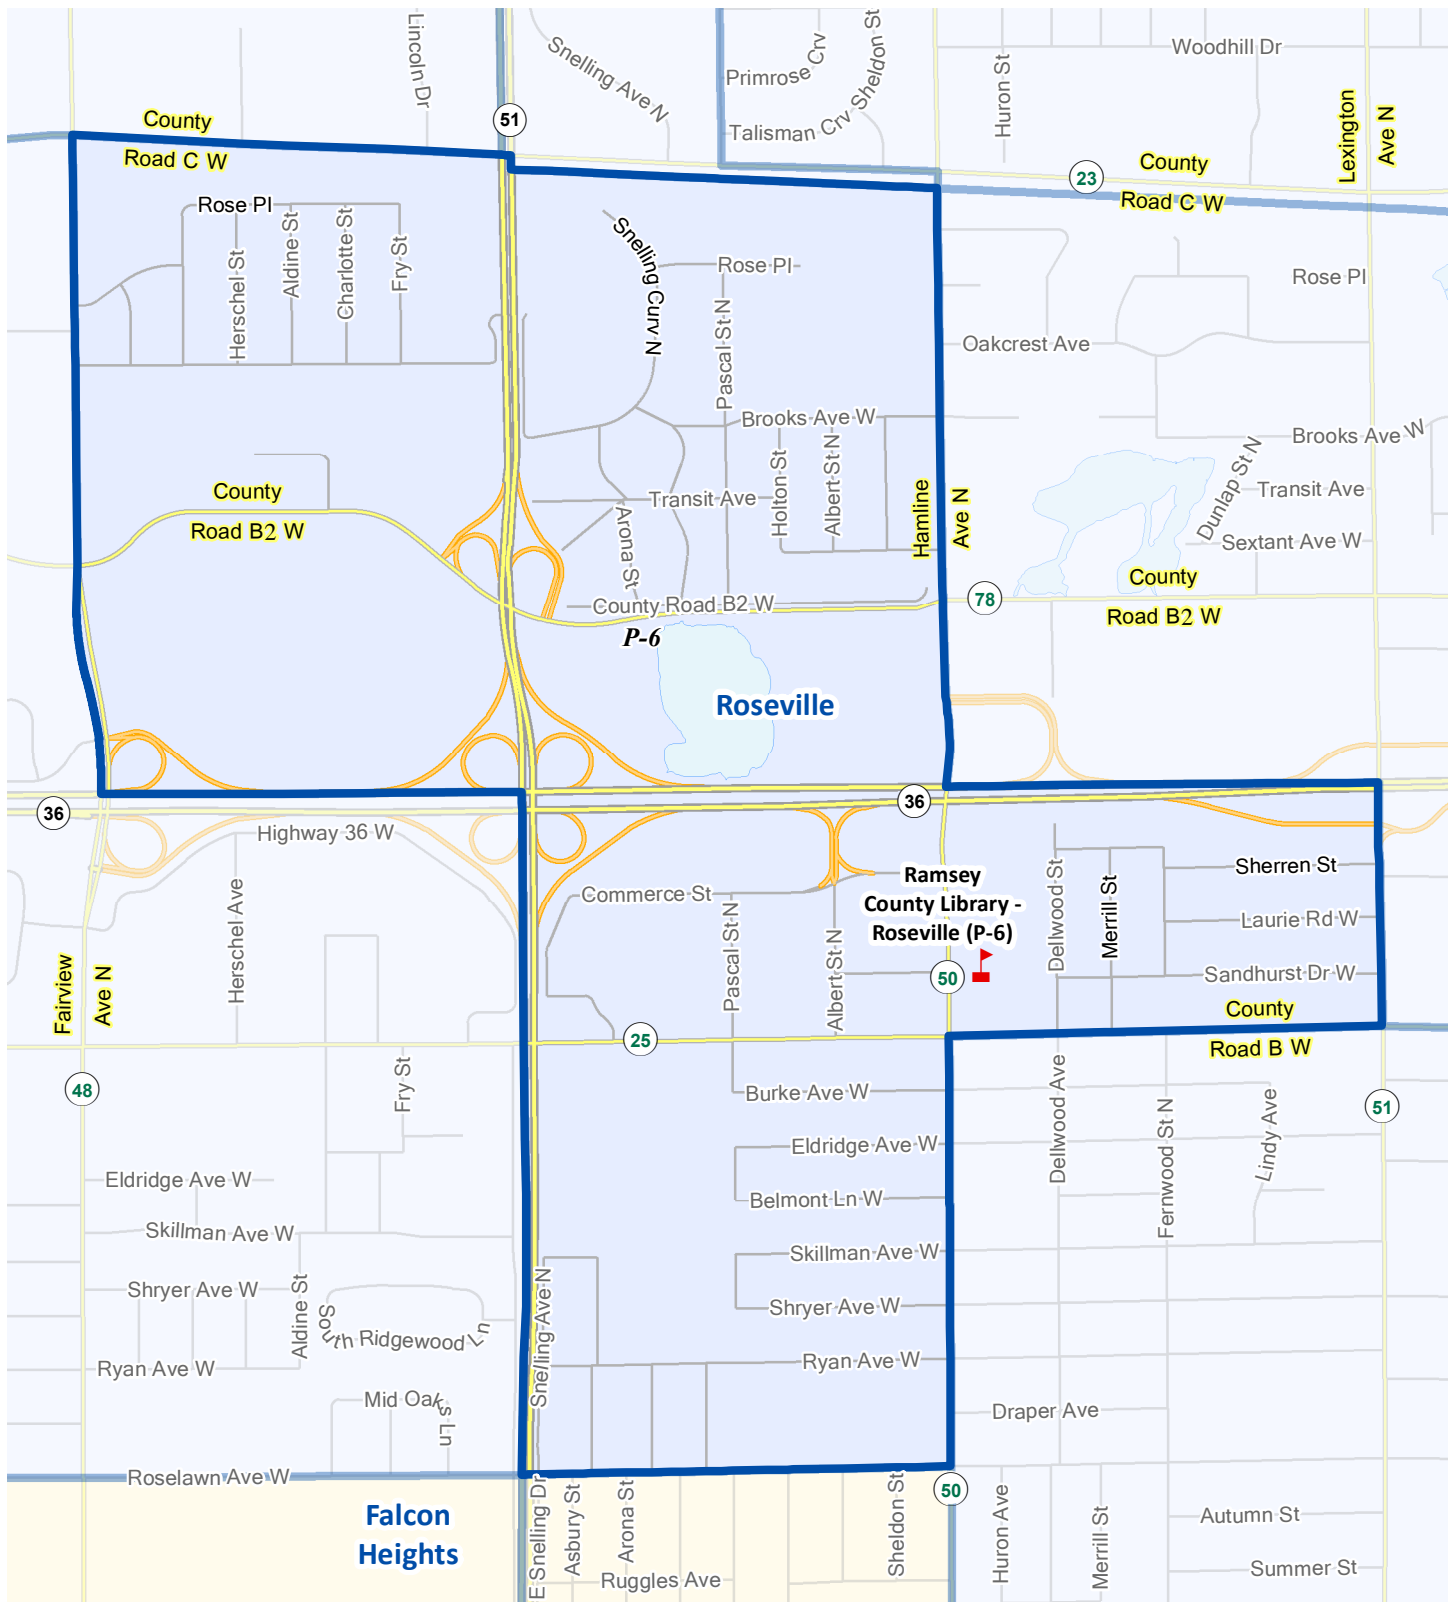 Lincoln Dr
Snelling Ave N
Primrose Crv
Sheldon St
Talisman Crv
Huron St
Woodhill Dr
Lexington
Ave N
51
County
Road C W
County
23
Road C W
Rose Pl
Herschel St
Aldine St
Charlotte St
Fry St
Snelling Curv N
Rose Pl
Pascal St N
Rose Pl
Oakcrest Ave
Brooks Ave W
Brooks Ave W
Holton St
Albert St N
Transit Ave
Arona St
Hamline
Ave N
Dunlap St N
Transit Ave
Sextant Ave W
County
Road B2 W
County Road B2 W
P-6
78
County
Road B2 W
Roseville
36
36
Highway 36 W
Herschel Ave
Commerce St
Pascal St N
Albert St N
Ramsey
County Library -
Roseville (P-6)
50
Dellwood St
Merrill St
Sherren St
Laurie Rd W
Sandhurst Dr W
Fairview
Ave N
County
Road B W
25
48
Fry St
Burke Ave W
Eldridge Ave W
Belmont Ln W
Skillman Ave W
Shryer Ave W
Ryan Ave W
Dellwood Ave
Fernwood St N
Lindy Ave
51
Eldridge Ave W
Skillman Ave W
Shryer Ave W
Aldine St
South Ridgewood Ln
Ryan Ave W
Mid Oaks Ln
Snelling Ave N
Draper Ave
Roselawn Ave W
Falcon
Heights
E Snelling Dr
Asbury St
Arona St
Ruggles Ave
Sheldon St
50
Huron Ave
Merrill St
Autumn St
Summer St